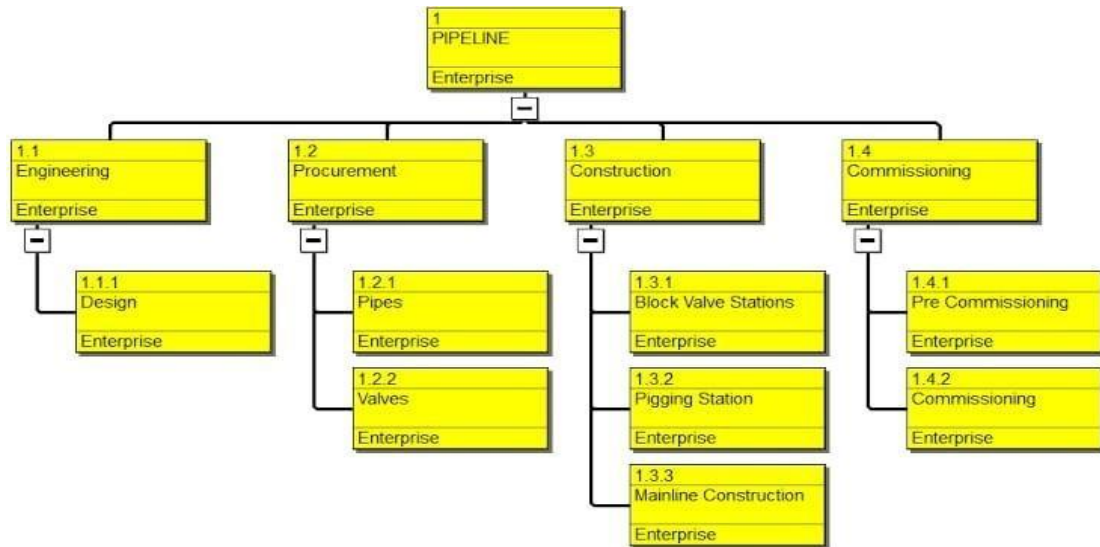 1
PIPELINE
Enterprise
1.1
Engineering
Enterprise
1.2
Procurement
Enterprise
1.3
Construction
Enterprise
1.4
Commissioning
Enterprise
1.1.1
Design
Enterprise
1.2.1
Pipes
Enterprise
1.3.1
Block Valve Stations
Enterprise
1.4.1
Pre Commissioning
Enterprise
1.2.2
Valves
Enterprise
1.3.2
Pigging Station
Enterprise
1.4.2
Commissioning
Enterprise
1.3.3
Mainline Construction
Enterprise